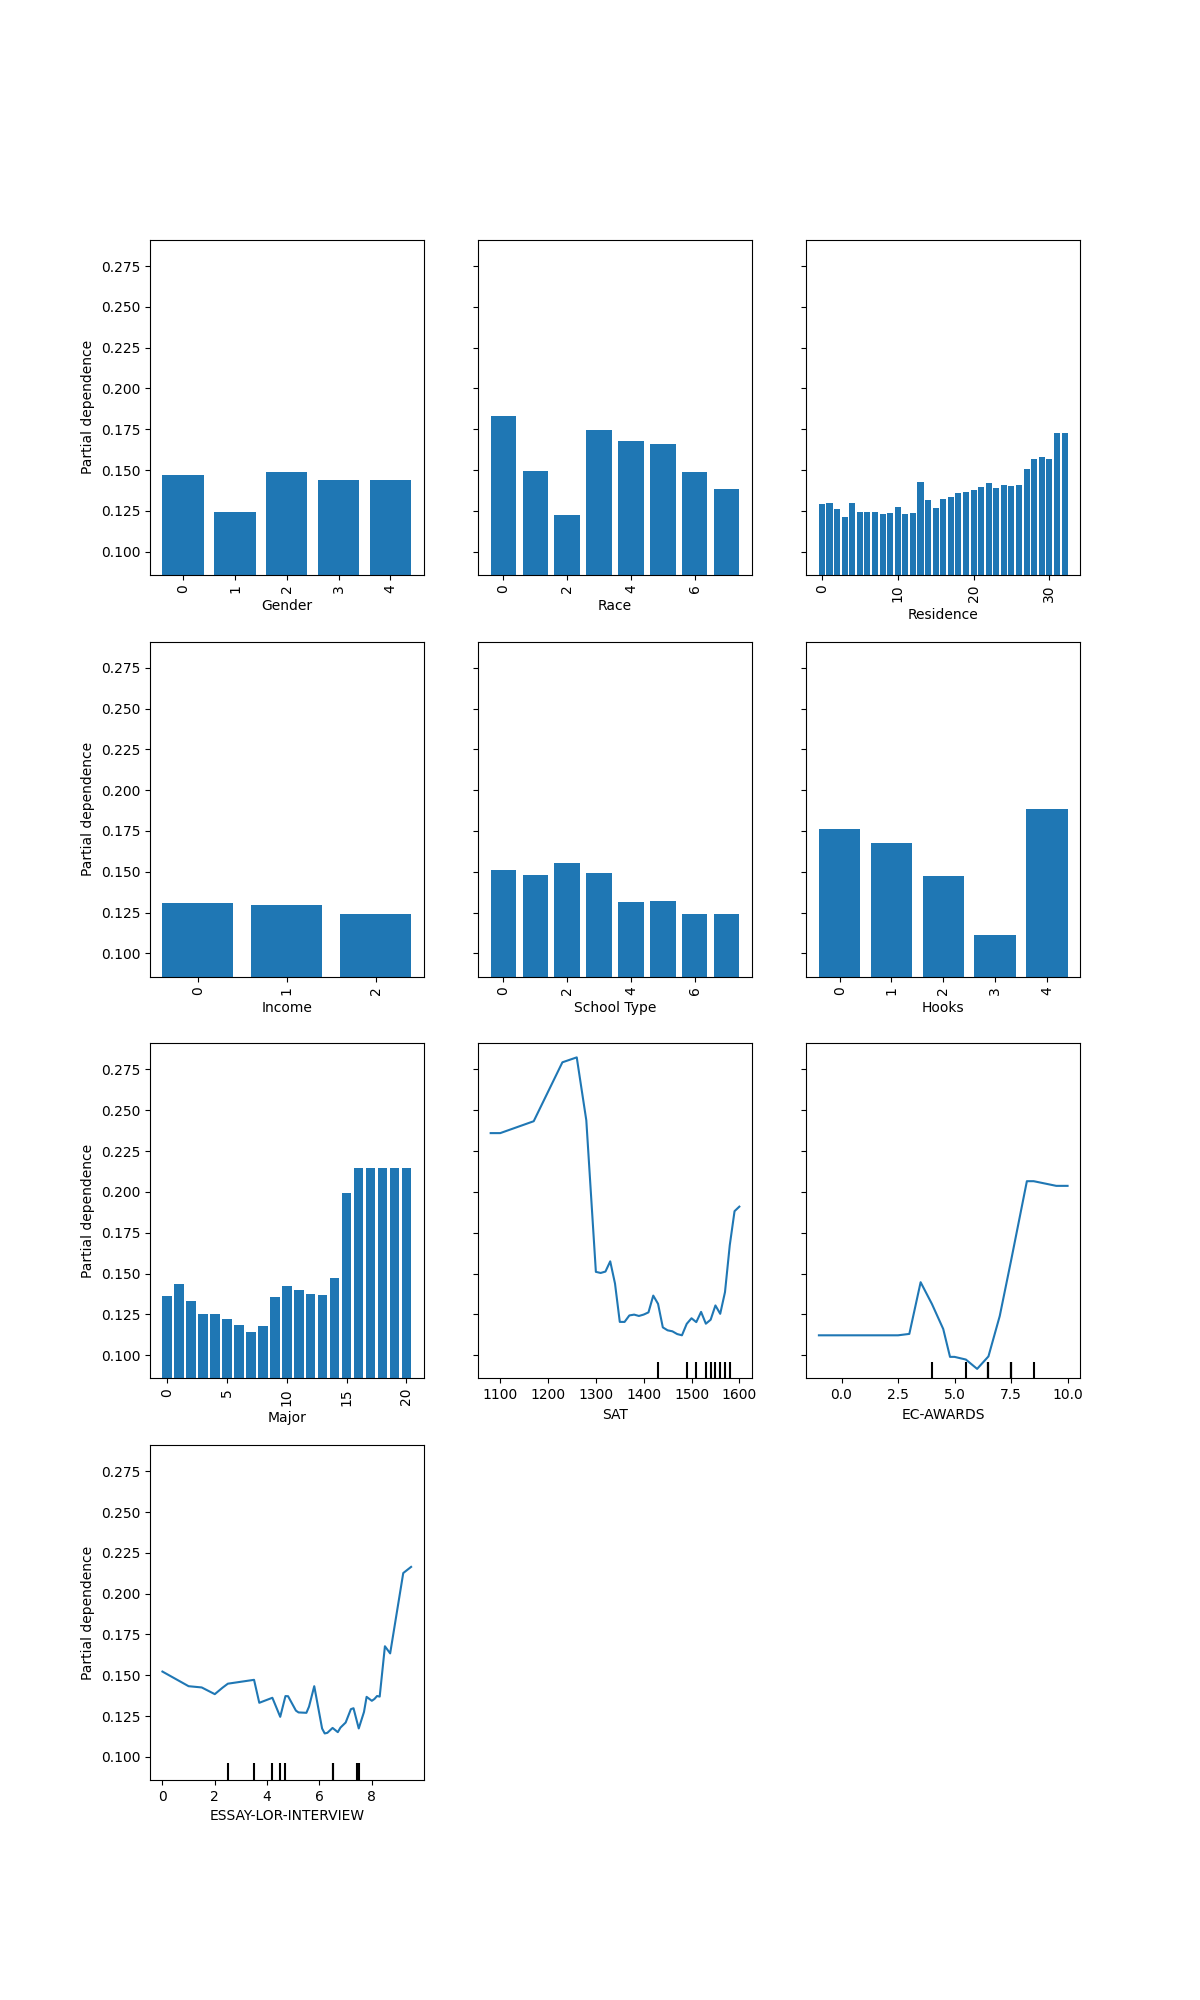 0.275
0.250
0.225
0.200
0.175
0.150
0.125
0.100
Partial dependence
0 1 2 3 4
Gender
0 2 4 6
Race
0 10 20 30
Residence
0.275
0.250
0.225
0.200
0.175
0.150
0.125
0.100
Partial dependence
0 1 2
Income
0 2 4 6
School Type
0 1 2 3 4
Hooks
0.275
0.250
0.225
0.200
0.175
0.150
0.125
0.100
Partial dependence
0 5 10 15 20
Major
1100 1200 1300 1400 1500 1600
SAT
0.0 2.5 5.0 7.5 10.0
EC-AWARDS
0.275
0.250
0.225
0.200
0.175
0.150
0.125
0.100
Partial dependence
0 2 4 6 8
ESSAY-LOR-INTERVIEW